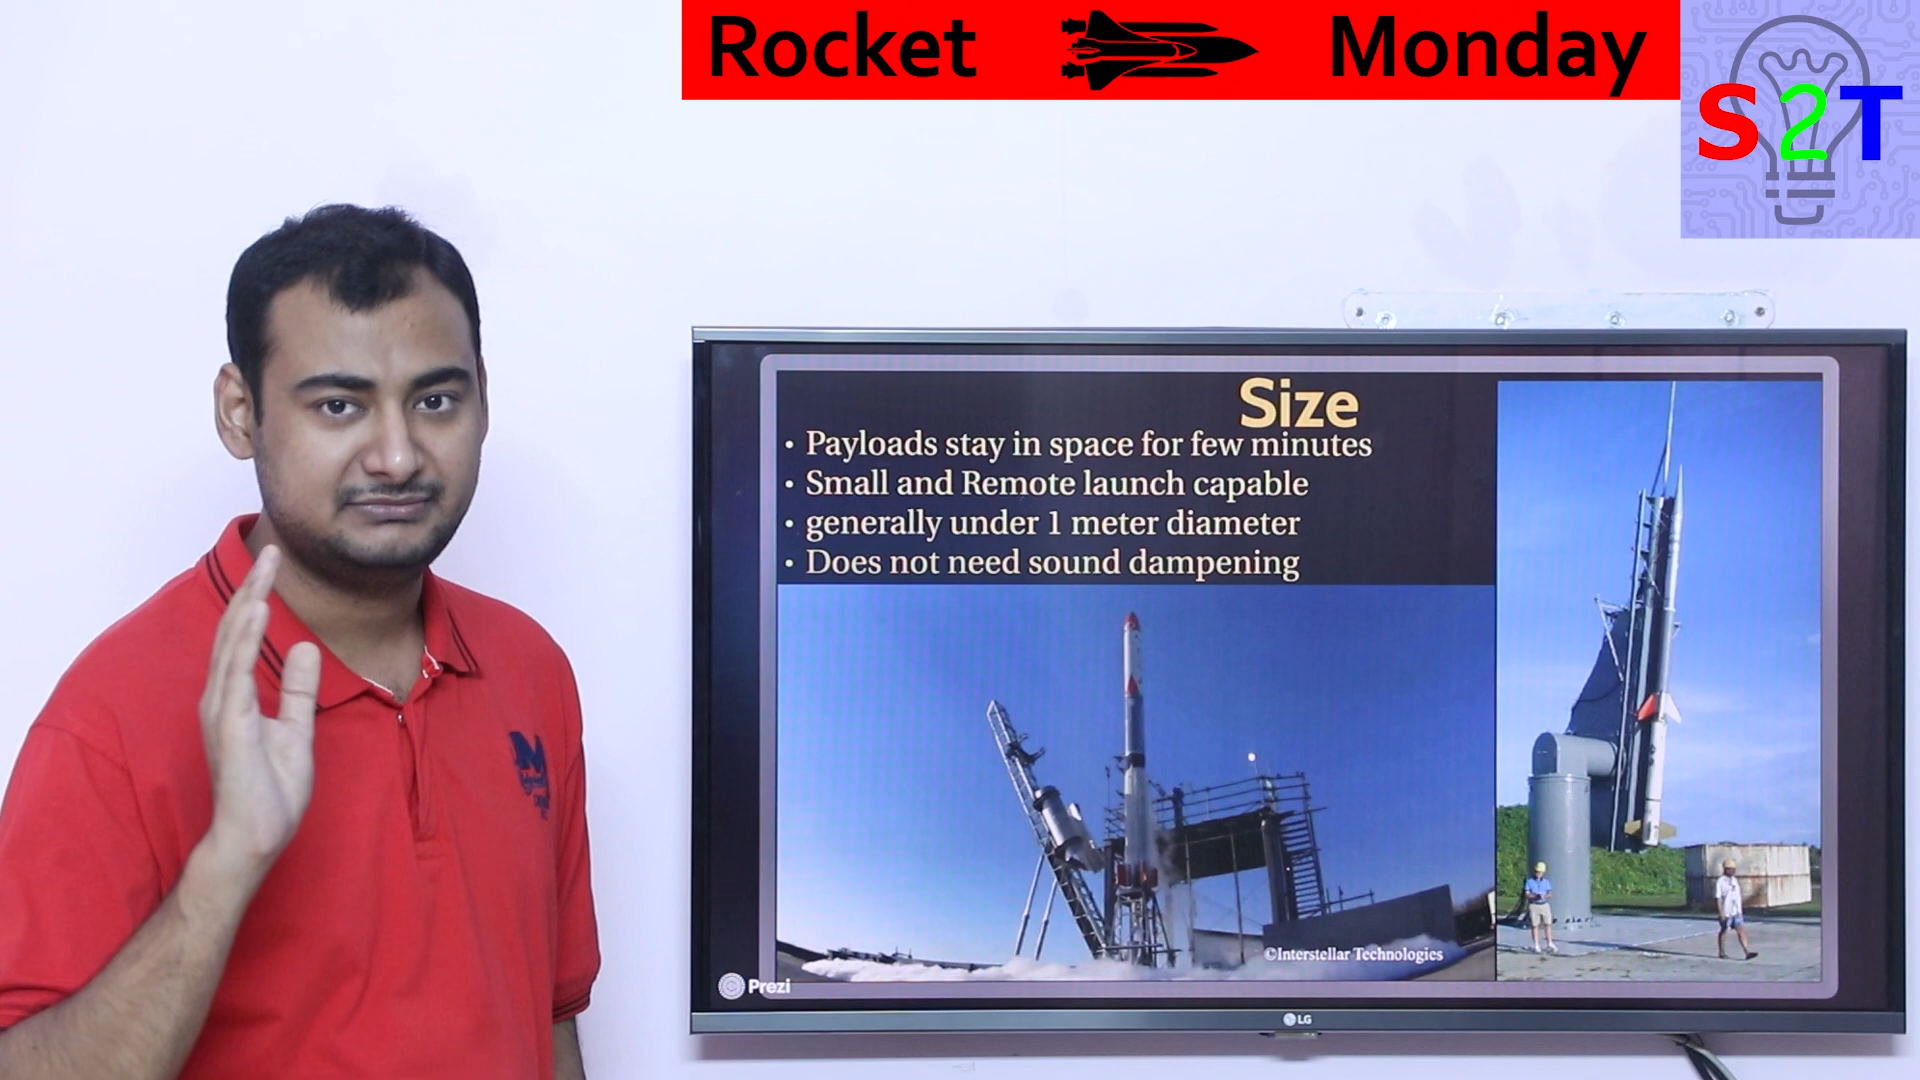 Rocket Monday
S2T
Size
• Payloads stay in space for few minutes
• Small and Remote launch capable
• generally under 1 meter diameter
• Does not need sound dampening
©Interstellar Technologies
Prezi
LG